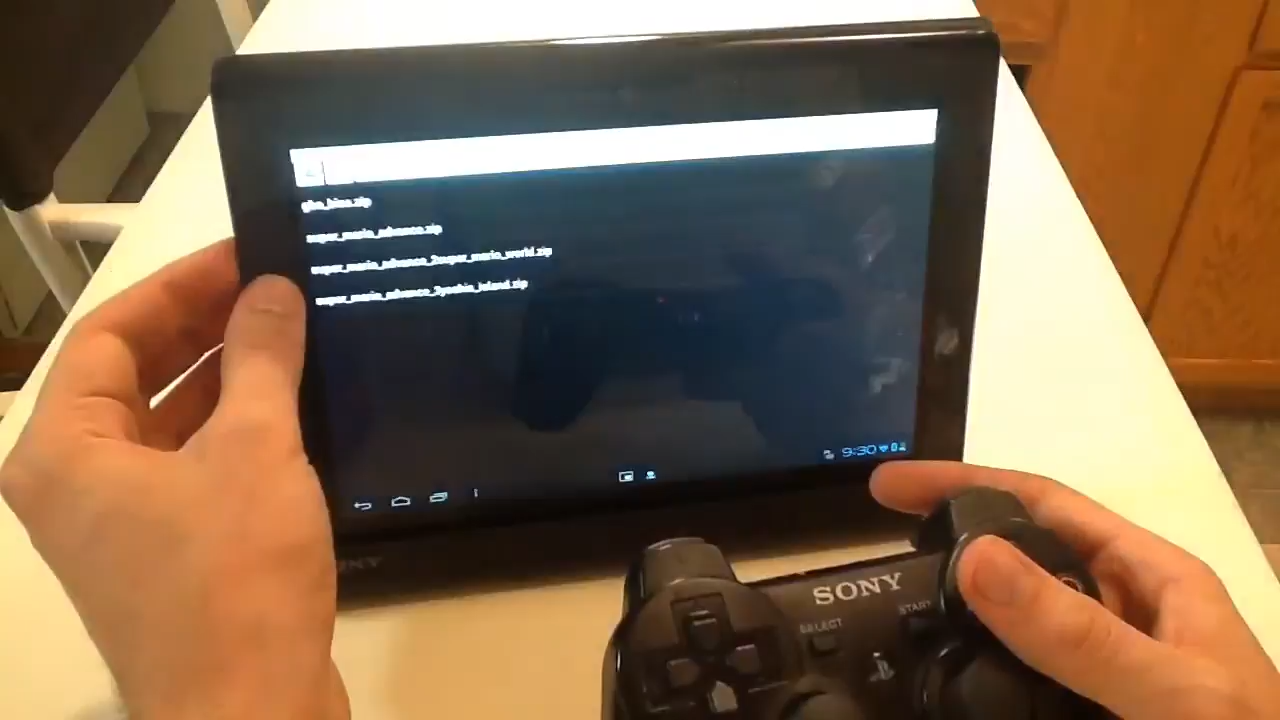 gba_bios.zip
super_mario_advance.zip
super_mario_advance_2super_mario_world.zip
super_mario_advance_3yoshis_island.zip
9:30
SONY
SONY
SELECT
START